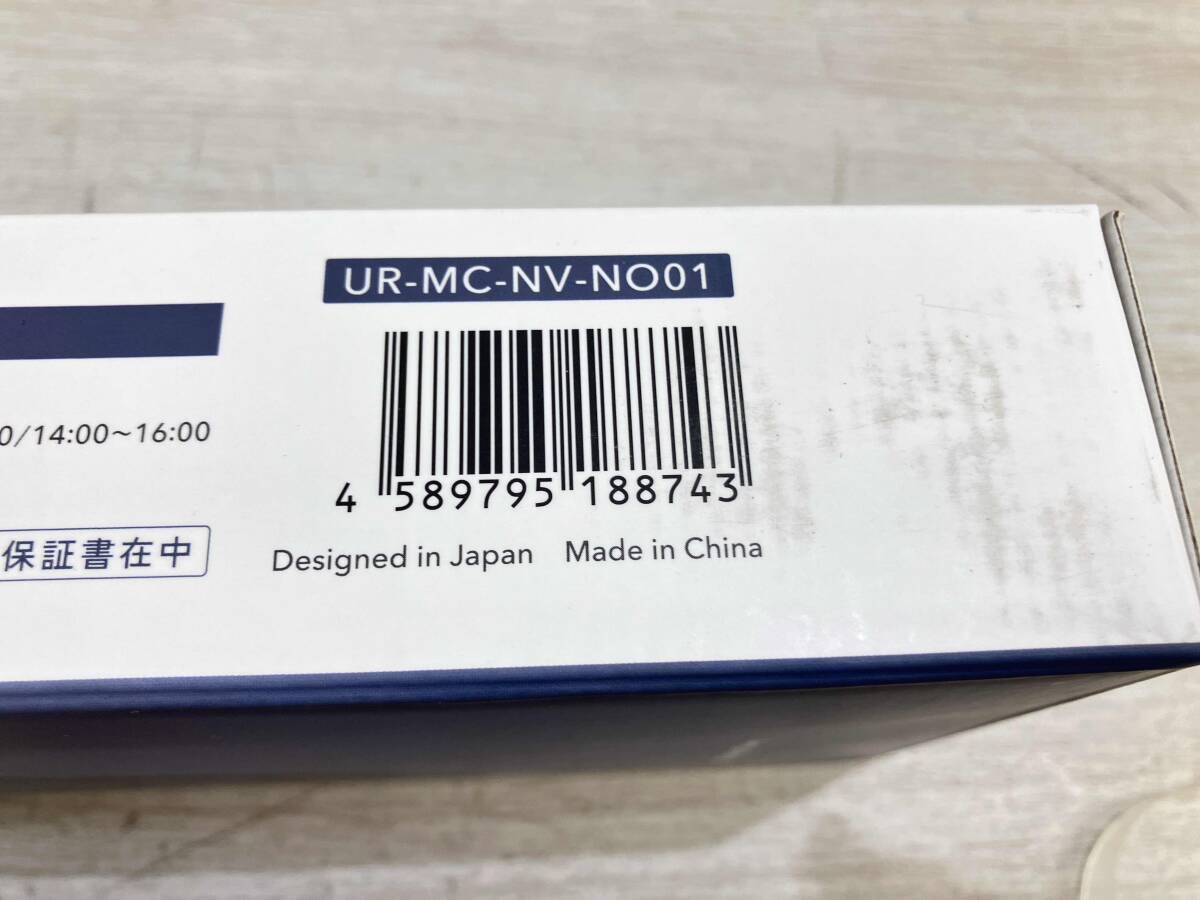 UR-MC-NV-NO01
0/14:00~16:00
4 589795 188743
保証書在中
Designed in Japan Made in China